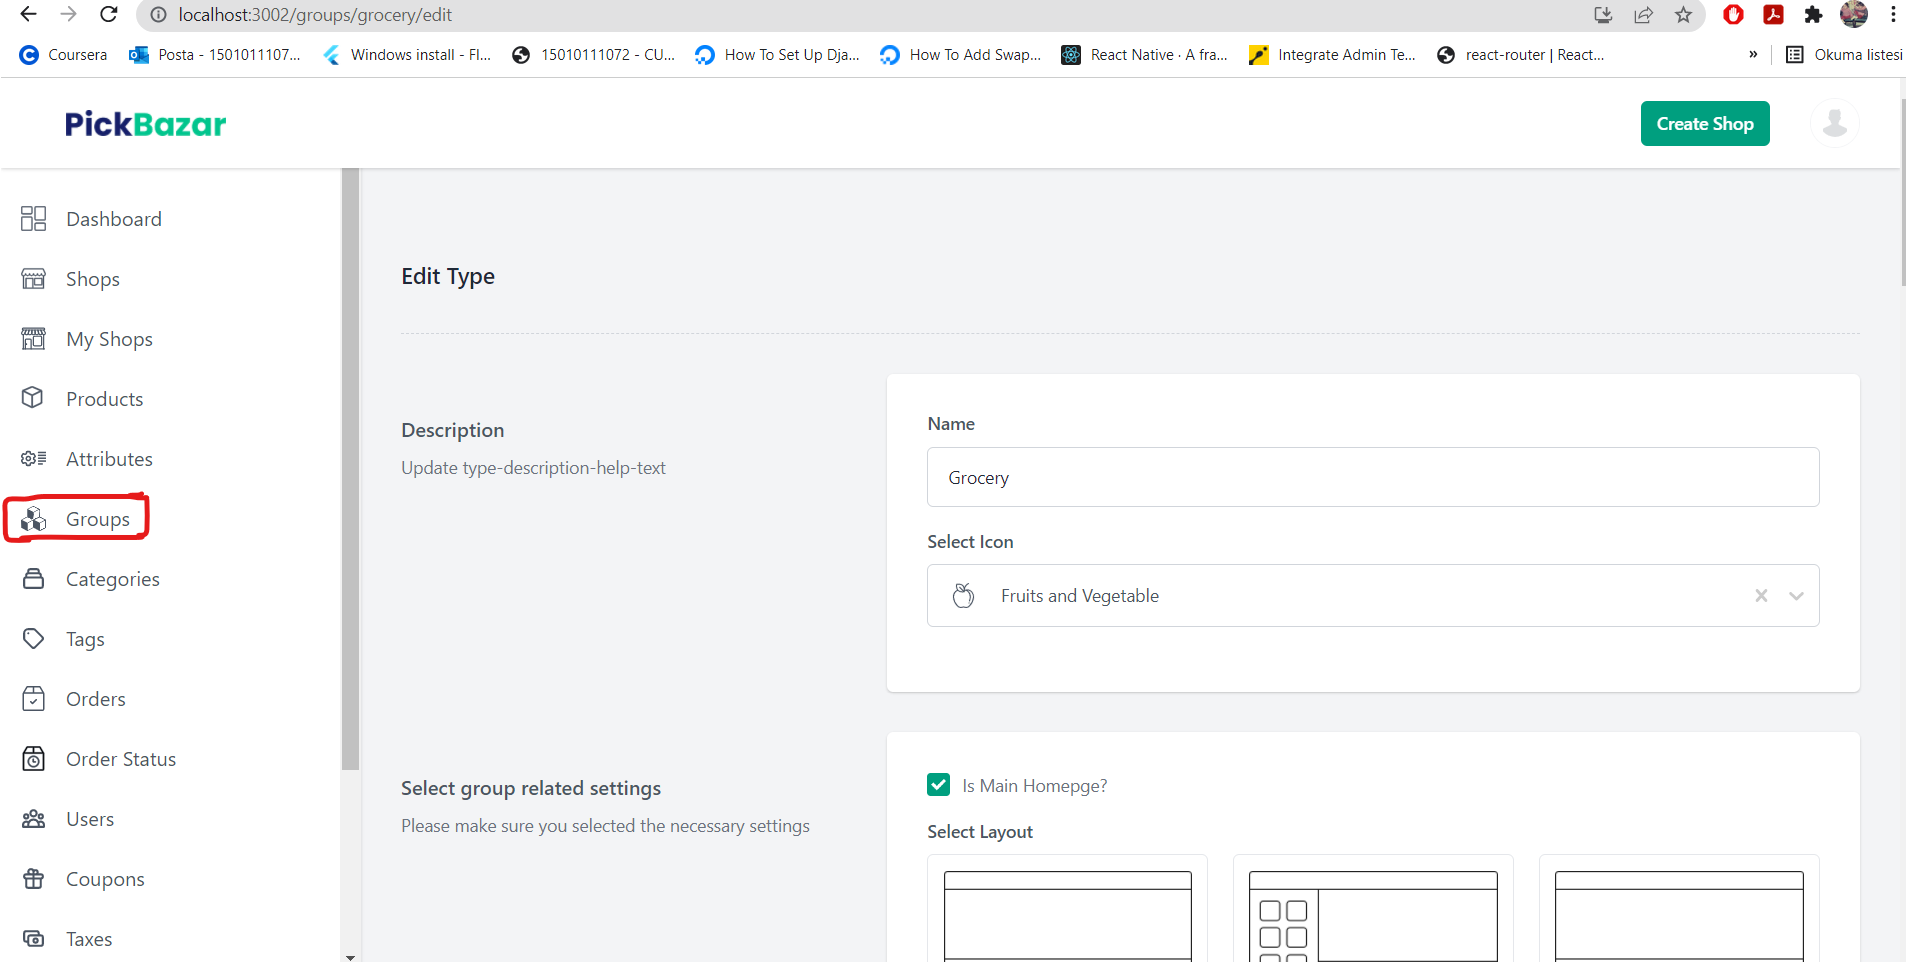 localhost:3002/groups/grocery/edit
Coursera
Posta - 1501011107...
Windows install - Fl...
15010111072 - CU...
How To Set Up Dja...
How To Add Swap...
React Native · A fra...
Integrate Admin Te...
react-router | React...
»
Okuma listesi
PickBazar
Create Shop
Dashboard
Shops
My Shops
Products
Attributes
Groups
Categories
Tags
Orders
Order Status
Users
Coupons
Taxes
Edit Type
Description
Update type-description-help-text
Name
Grocery
Select Icon
Fruits and Vegetable
Select group related settings
Please make sure you selected the necessary settings
Is Main Homepge?
Select Layout